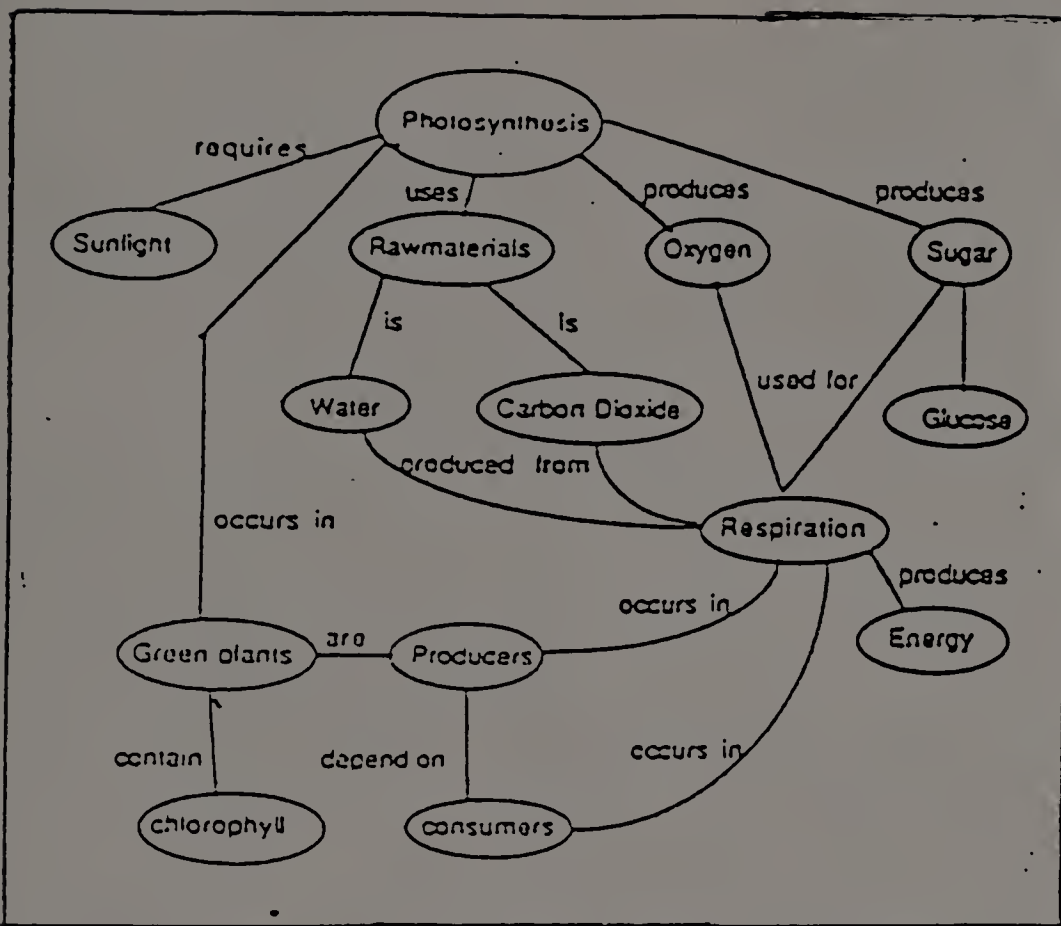 Photosynthesis
requires
uses
produces
produces
Sunlight
Rawmaterials
Oxygen
Sugar
is
is
used for
Water
Carbon Dioxide
Glucose
produced from
occurs in
Respiration
produces
occurs in
Green plants
are
Producers
Energy
contain
depend on
occurs in
chlorophyll
consumers